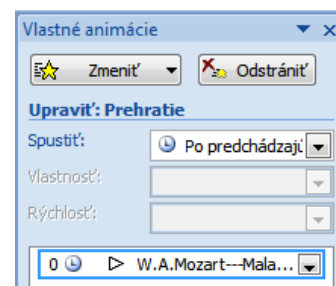 Vlastné animácie
Zmeniť Odstrániť
Upraviť: Prehratie
Spustiť: Po predchádzajú
Vlastnosť:
Rýchlosť:
0 W.A.Mozart---Mala...